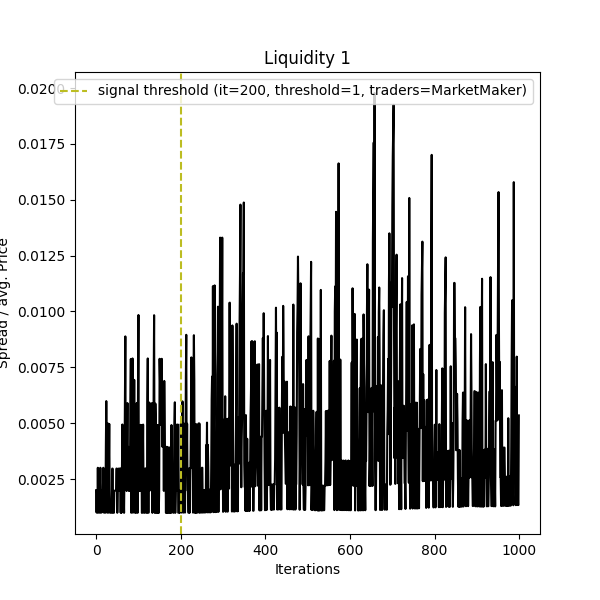 Liquidity 1
signal threshold (it=200, threshold=1, traders=MarketMaker)
0.0200
0.0175
0.0150
0.0125
0.0100
0.0075
0.0050
0.0025
Spread / avg. Price
0 200 400 600 800 1000
Iterations